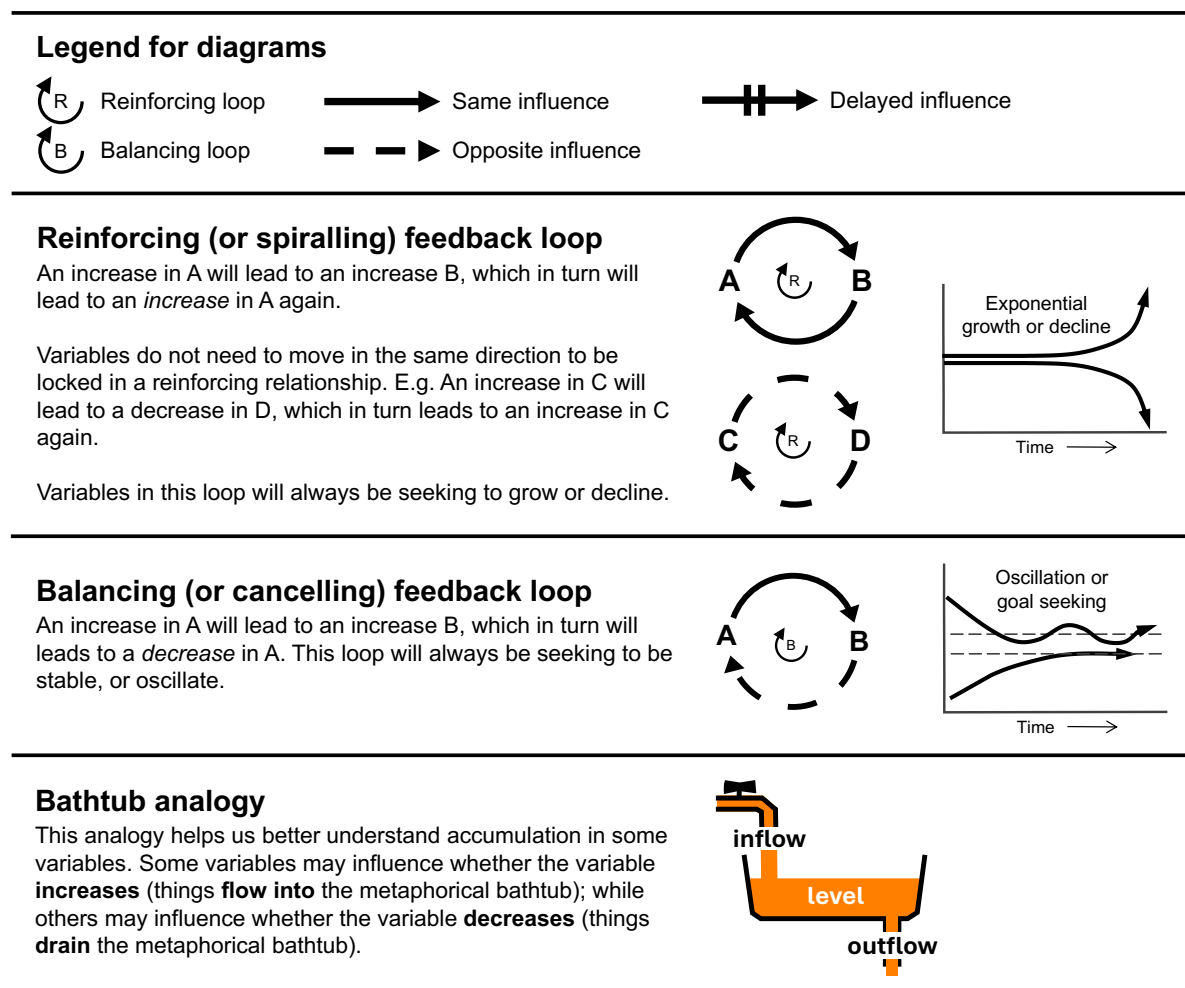 Legend for diagrams
R Reinforcing loop
Same influence
Delayed influence
B Balancing loop
Opposite influence
Reinforcing (or spiralling) feedback loop
An increase in A will lead to an increase B, which in turn will
lead to an increase in A again.
Variables do not need to move in the same direction to be
locked in a reinforcing relationship. E.g. An increase in C will
lead to a decrease in D, which in turn leads to an increase in C
again.
Variables in this loop will always be seeking to grow or decline.
A R B
C R D
Exponential
growth or decline
Time
Balancing (or cancelling) feedback loop
An increase in A will lead to an increase B, which in turn will
leads to a decrease in A. This loop will always be seeking to be
stable, or oscillate.
A B B
Oscillation or
goal seeking
Time
Bathtub analogy
This analogy helps us better understand accumulation in some
variables. Some variables may influence whether the variable
increases (things flow into the metaphorical bathtub); while
others may influence whether the variable decreases (things
drain the metaphorical bathtub).
inflow
level
outflow